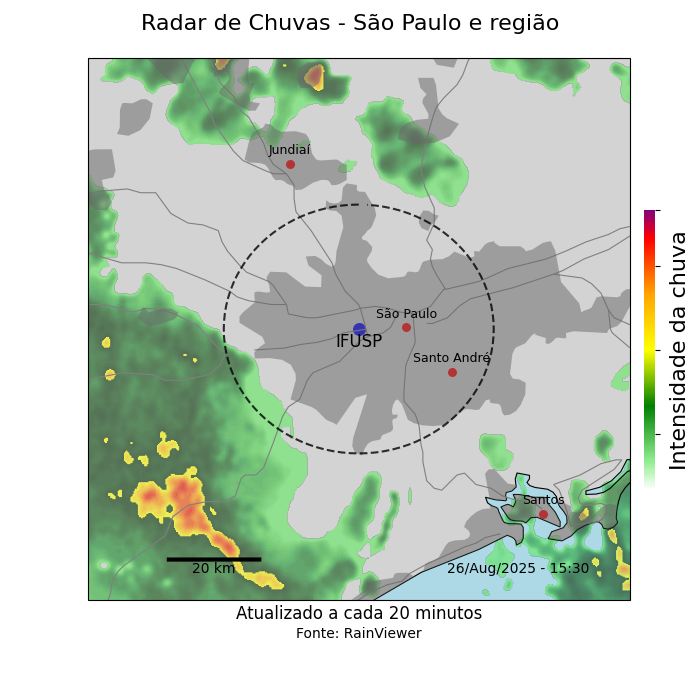 Radar de Chuvas - São Paulo e região
Jundiaí
São Paulo
IFUSP
Santo André
Santos
20 km
26/Aug/2025 - 15:30
Intensidade da chuva
Atualizado a cada 20 minutos
Fonte: RainViewer